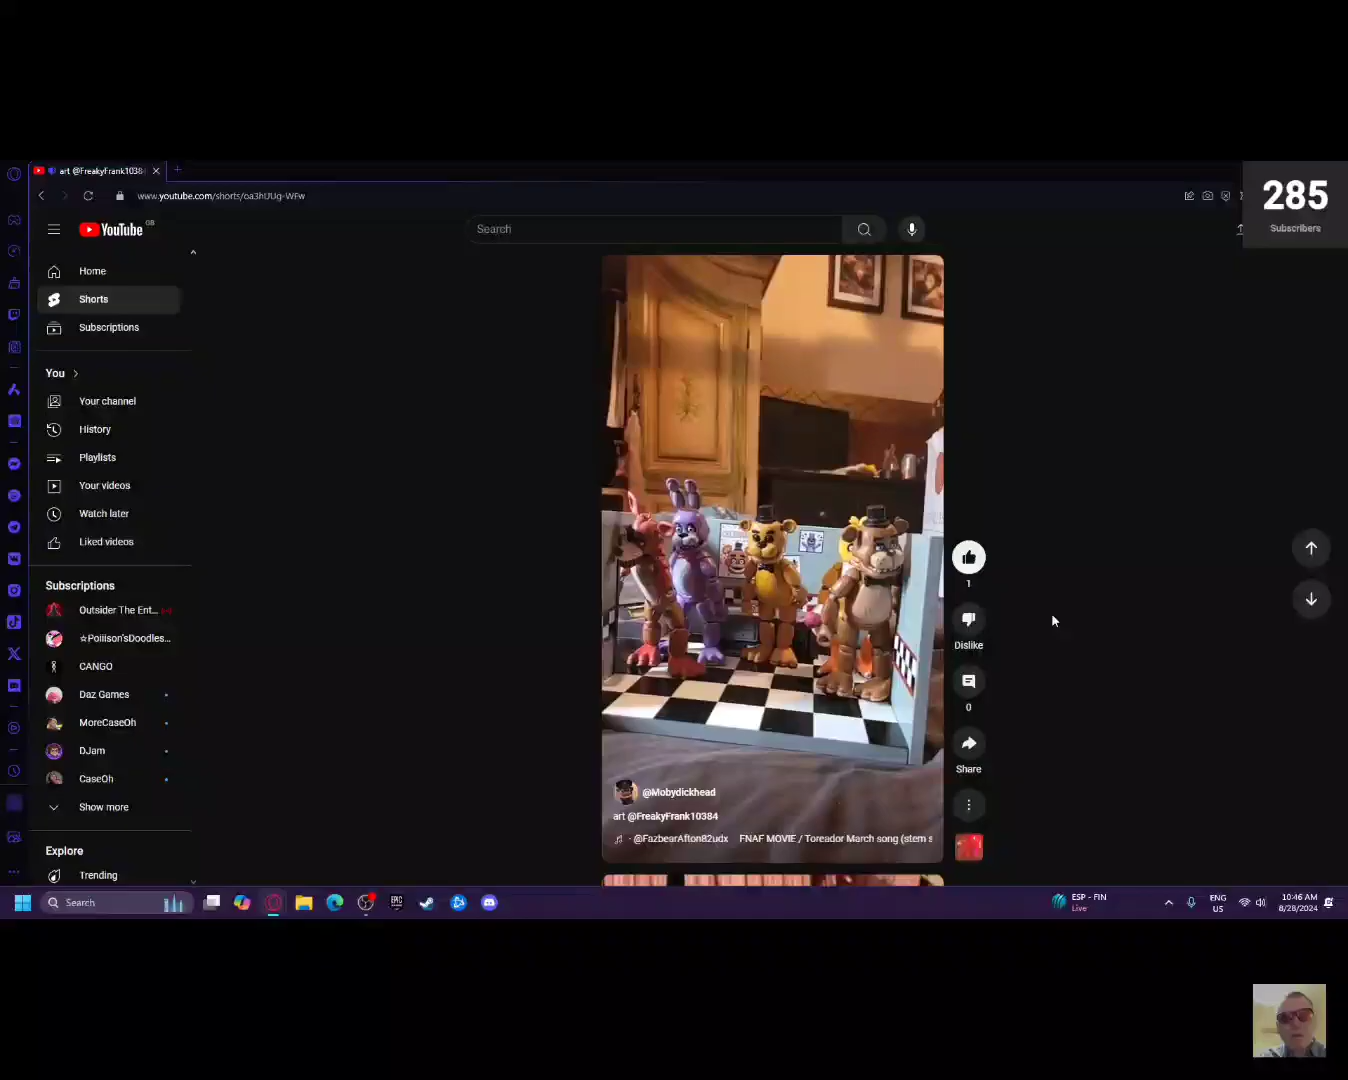 art @FreakyFrank1038
www.youtube.com/shorts/oa3hUUg-WFw
285
Subscribers
YouTube
GB
Search
Home
Shorts
Subscriptions
You
Your channel
History
Playlists
Your videos
Watch later
Liked videos
Subscriptions
Outsider The Ent...
☆Poiiison'sDoodles...
CANGO
Daz Games
MoreCaseOh
DJam
CaseOh
Show more
Explore
Trending
1
Dislike
0
Share
@Mobydickhead
art @FreakyFrank10384
@FazbearAfton82udx FNAF MOVIE / Toreador March song (stem s
Search
EPIC
ESP - FIN
Live
ENG
US
10:46 AM
8/28/2024